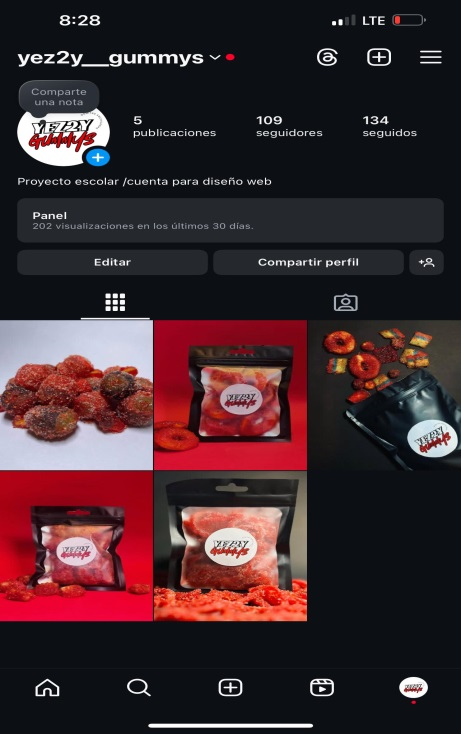 8:28
LTE
yez2y__gummys
Comparte
una nota
YEZ2Y
Gummys
5
publicaciones
109
seguidores
134
seguidos
Proyecto escolar /cuenta para diseño web
Panel
202 visualizaciones en los últimos 30 días.
Editar
Compartir perfil
YEZ2Y
Gummys
YEZ2Y
Gummys
YEZ2Y
Gummys
YEZ2Y
Gummys